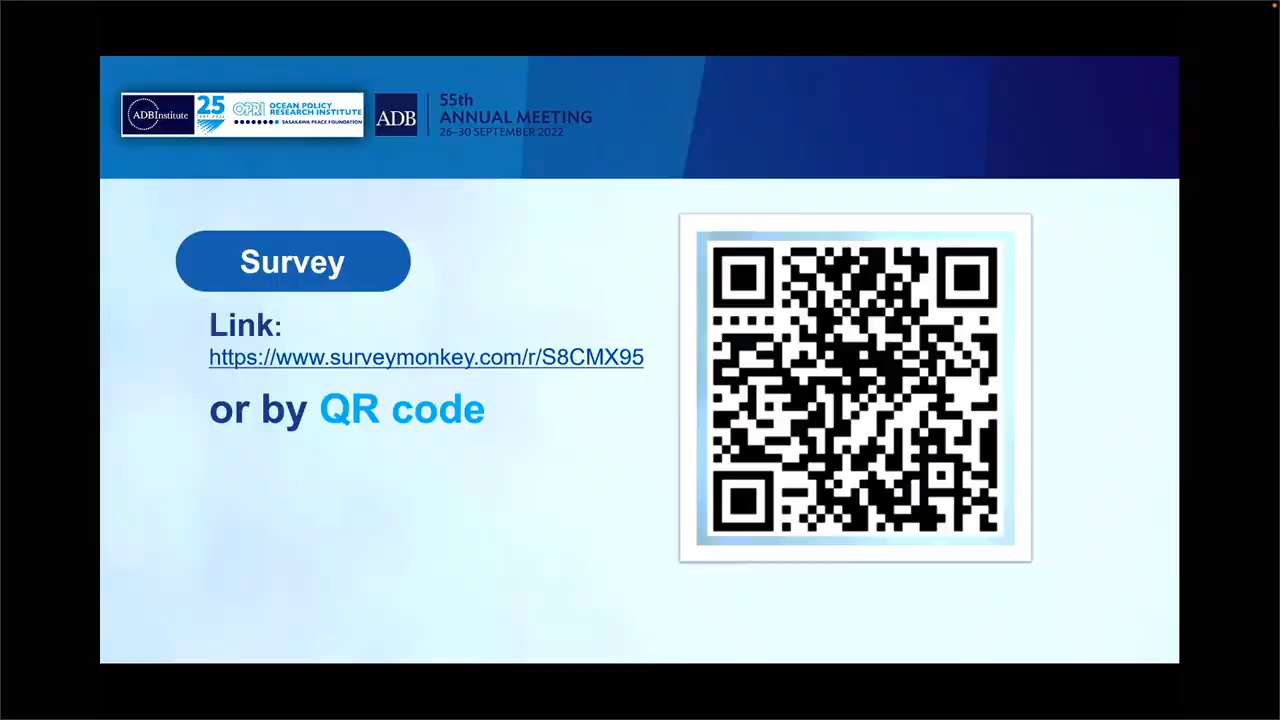 ADBInstitute
25
OPRI
OCEAN POLICY
RESEARCH INSTITUTE
SASAKAWA PEACE FOUNDATION
ADB
55th
ANNUAL MEETING
26–30 SEPTEMBER 2022
Survey
Link:
https://www.surveymonkey.com/r/S8CMX95
or by QR code